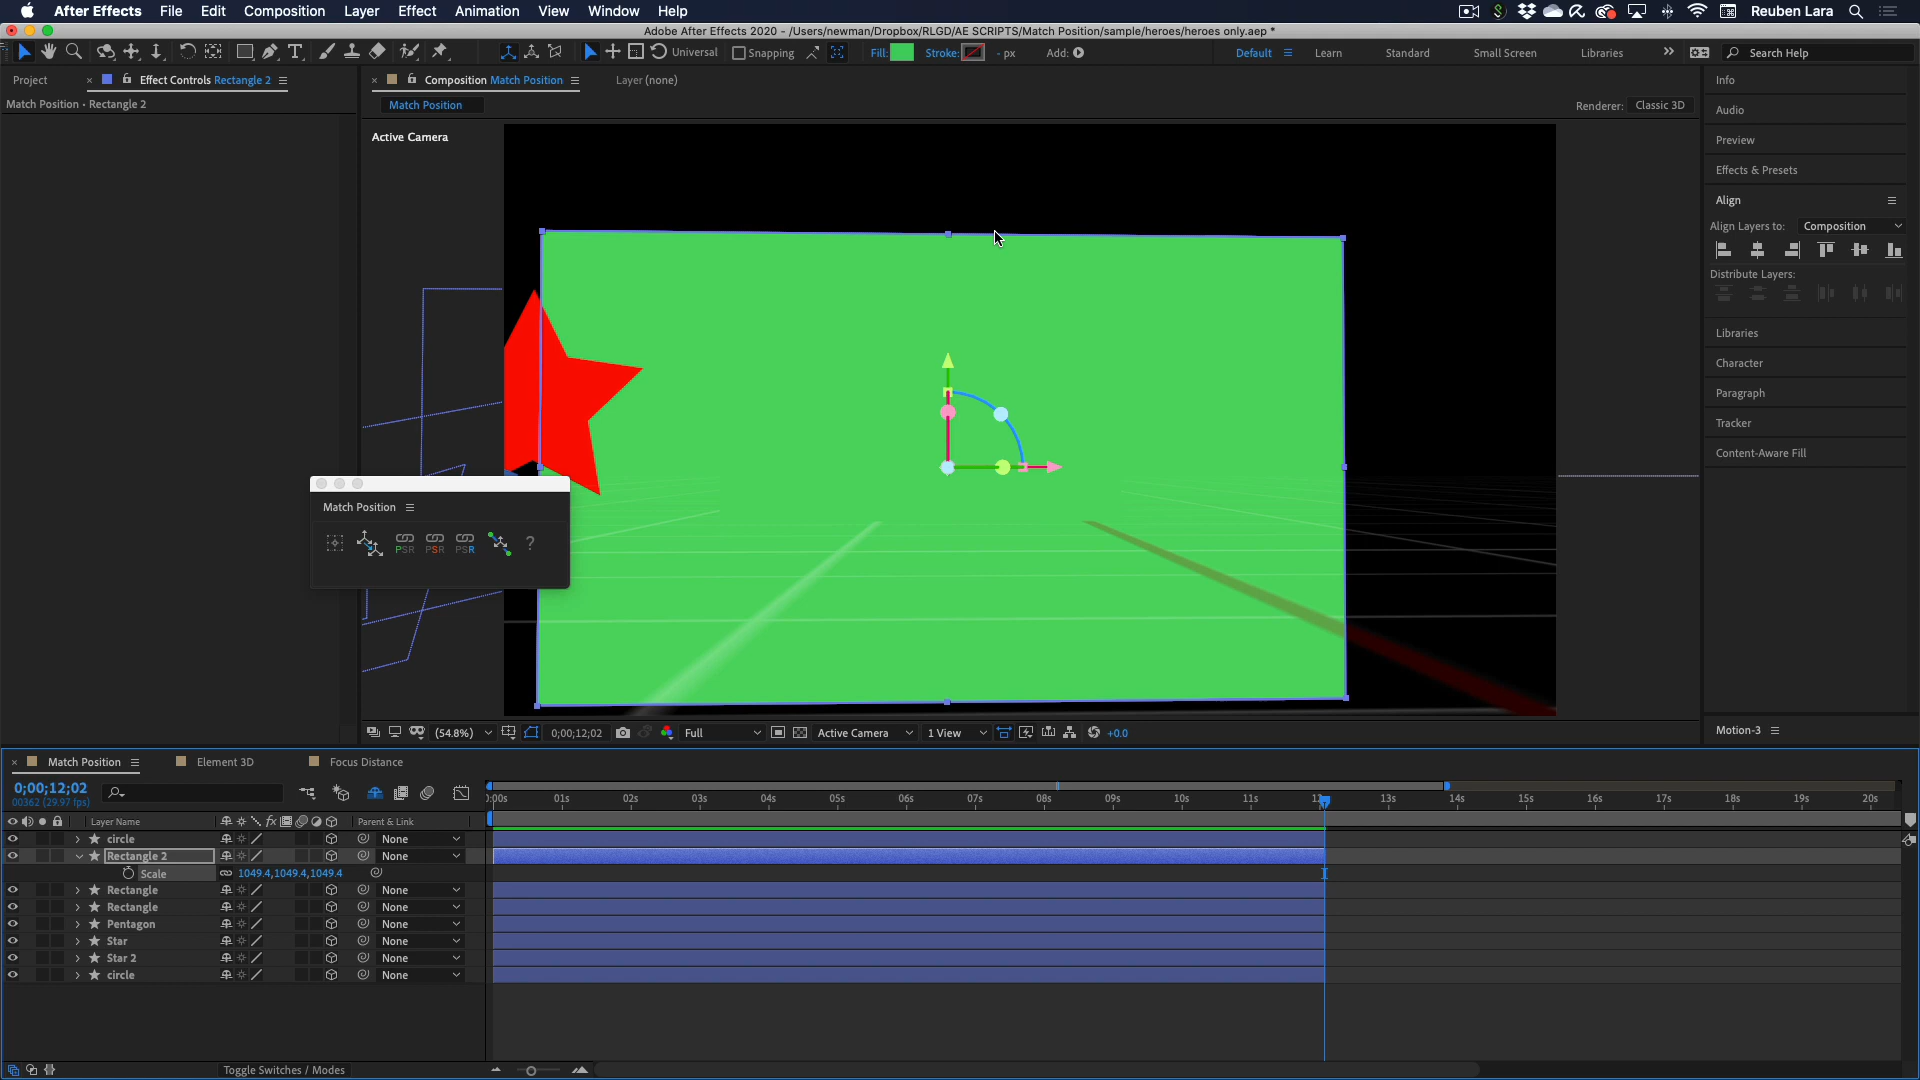 After Effects File Edit Composition Layer Effect Animation View Window Help Reuben Lara
Adobe After Effects 2020 - /Users/newman/Dropbox/RLGD/AE SCRIPTS/Match Position/sample/heroes/heroes only.aep *
Universal Snapping Fill: Stroke: - px Add: Default Learn Standard Small Screen Libraries Search Help
Project Effect Controls Rectangle 2 Composition Match Position Layer (none) Info
Match Position • Rectangle 2 Match Position Renderer: Classic 3D
Audio
Active Camera Preview
Effects & Presets
Align
Align Layers to: Composition
Distribute Layers:
Libraries
Character
Paragraph
Tracker
Content-Aware Fill
Match Position
PSR PSR PSR ?
(54.8%) 0;00;12;02 Full Active Camera 1 View +0.0 Motion-3
Match Position Element 3D Focus Distance
0;00;12;02
00362 (29.97 fps)
01s 02s 03s 04s 05s 06s 07s 08s 09s 10s 11s 13s 14s 15s 16s 17s 18s 19s 20s
Layer Name Parent & Link
circle None
Rectangle 2 None
Scale 1049.4,1049.4,1049.4
Rectangle None
Rectangle None
Pentagon None
Star None
Star 2 None
circle None
Toggle Switches / Modes